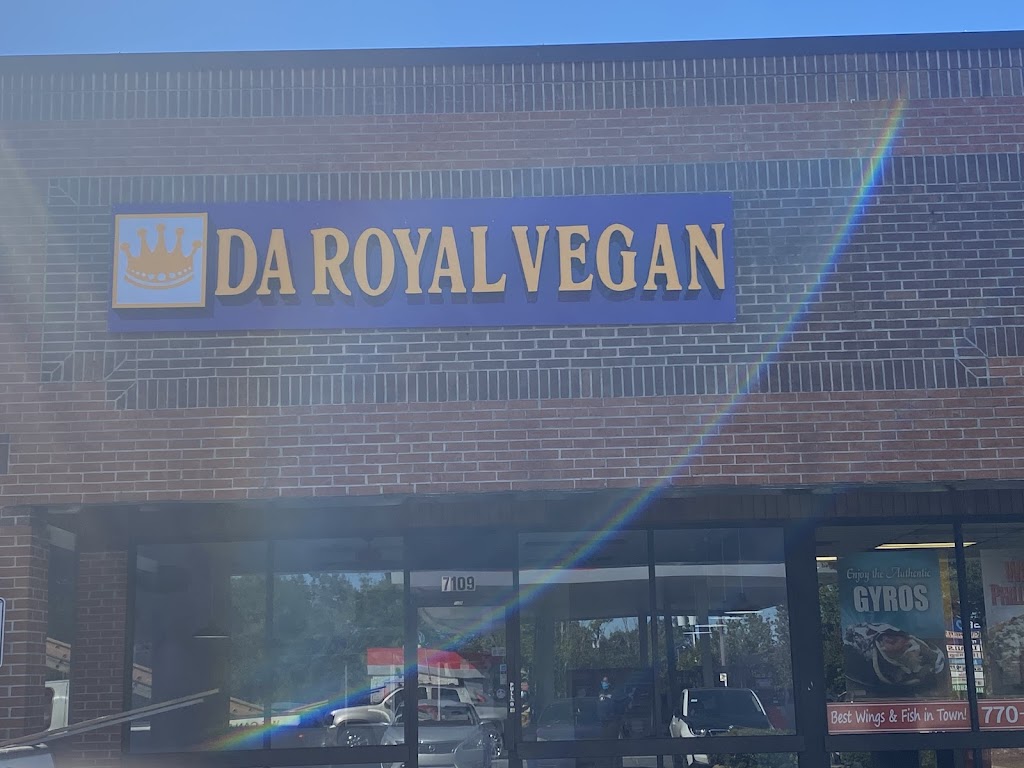 DA ROYAL VEGAN
7109
Enjoy the Authentic
GYROS
Best Wings & Fish in Town!
770-